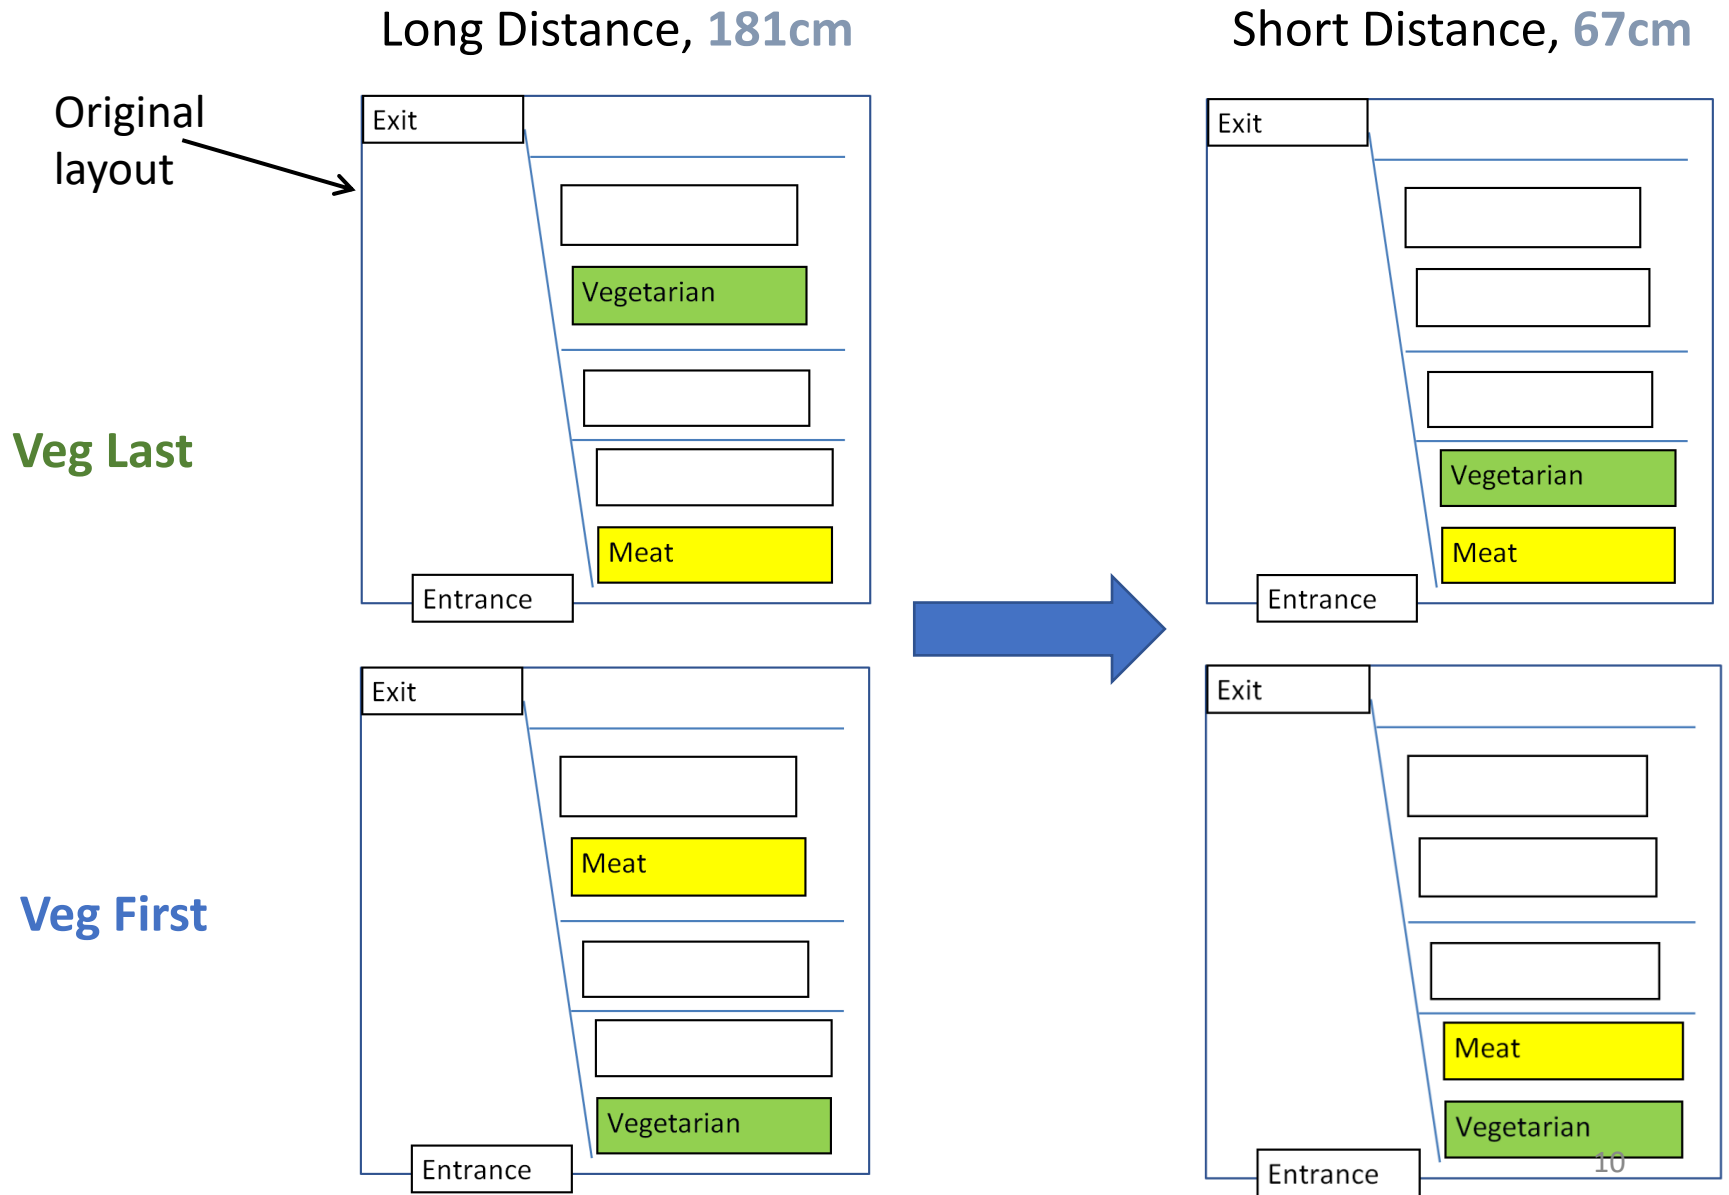 Long Distance, 181cm
Short Distance, 67cm
Original
layout
Exit
Vegetarian
Meat
Entrance
Exit
Vegetarian
Meat
Entrance
Veg Last
Exit
Meat
Vegetarian
Entrance
Exit
Meat
Vegetarian
Entrance
Veg First
10